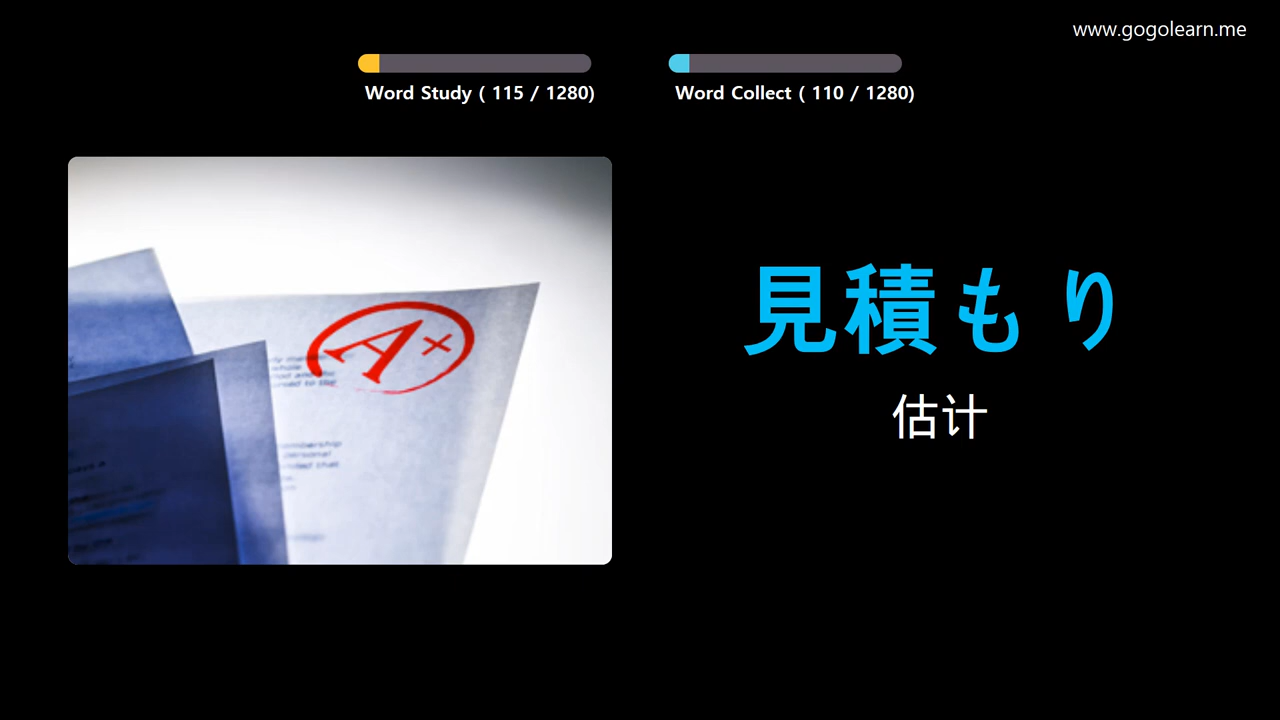 www.gogolearn.me
Word Study ( 115 / 1280)
Word Collect ( 110 / 1280)
A+
見積もり
估计